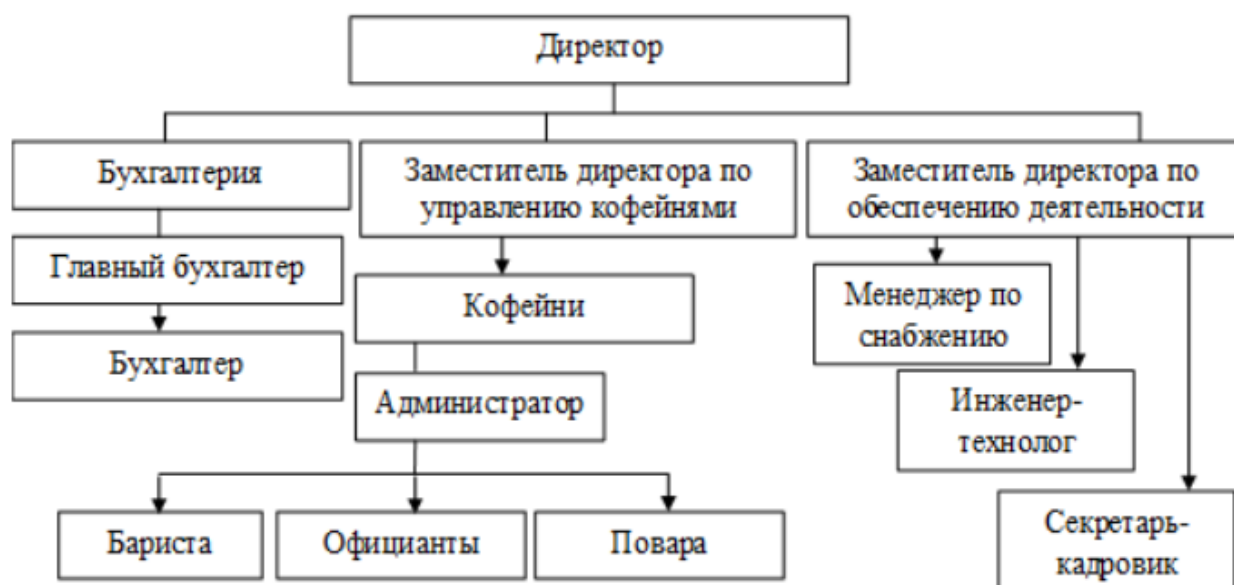 Директор
Бухгалтерия
Заместитель директора по
управлению кофейнями
Заместитель директора по
обеспечению деятельности
Главный бухгалтер
Кофейни
Менеджер по
снабжению
Бухгалтер
Администратор
Инженер-
технолог
Бариста
Официанты
Повара
Секретарь-
кадровик